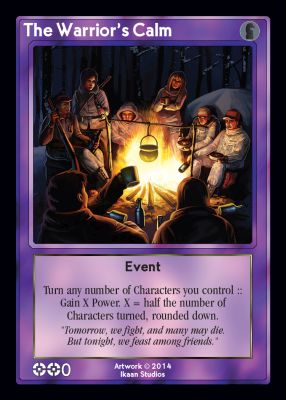 The Warrior's Calm
Event
Turn any number of Characters you control ::
Gain X Power. X = half the number of
Characters turned, rounded down.
"Tomorrow, we fight, and many may die.
But tonight, we feast among friends."
0
Artwork © 2014
Ikaan Studios